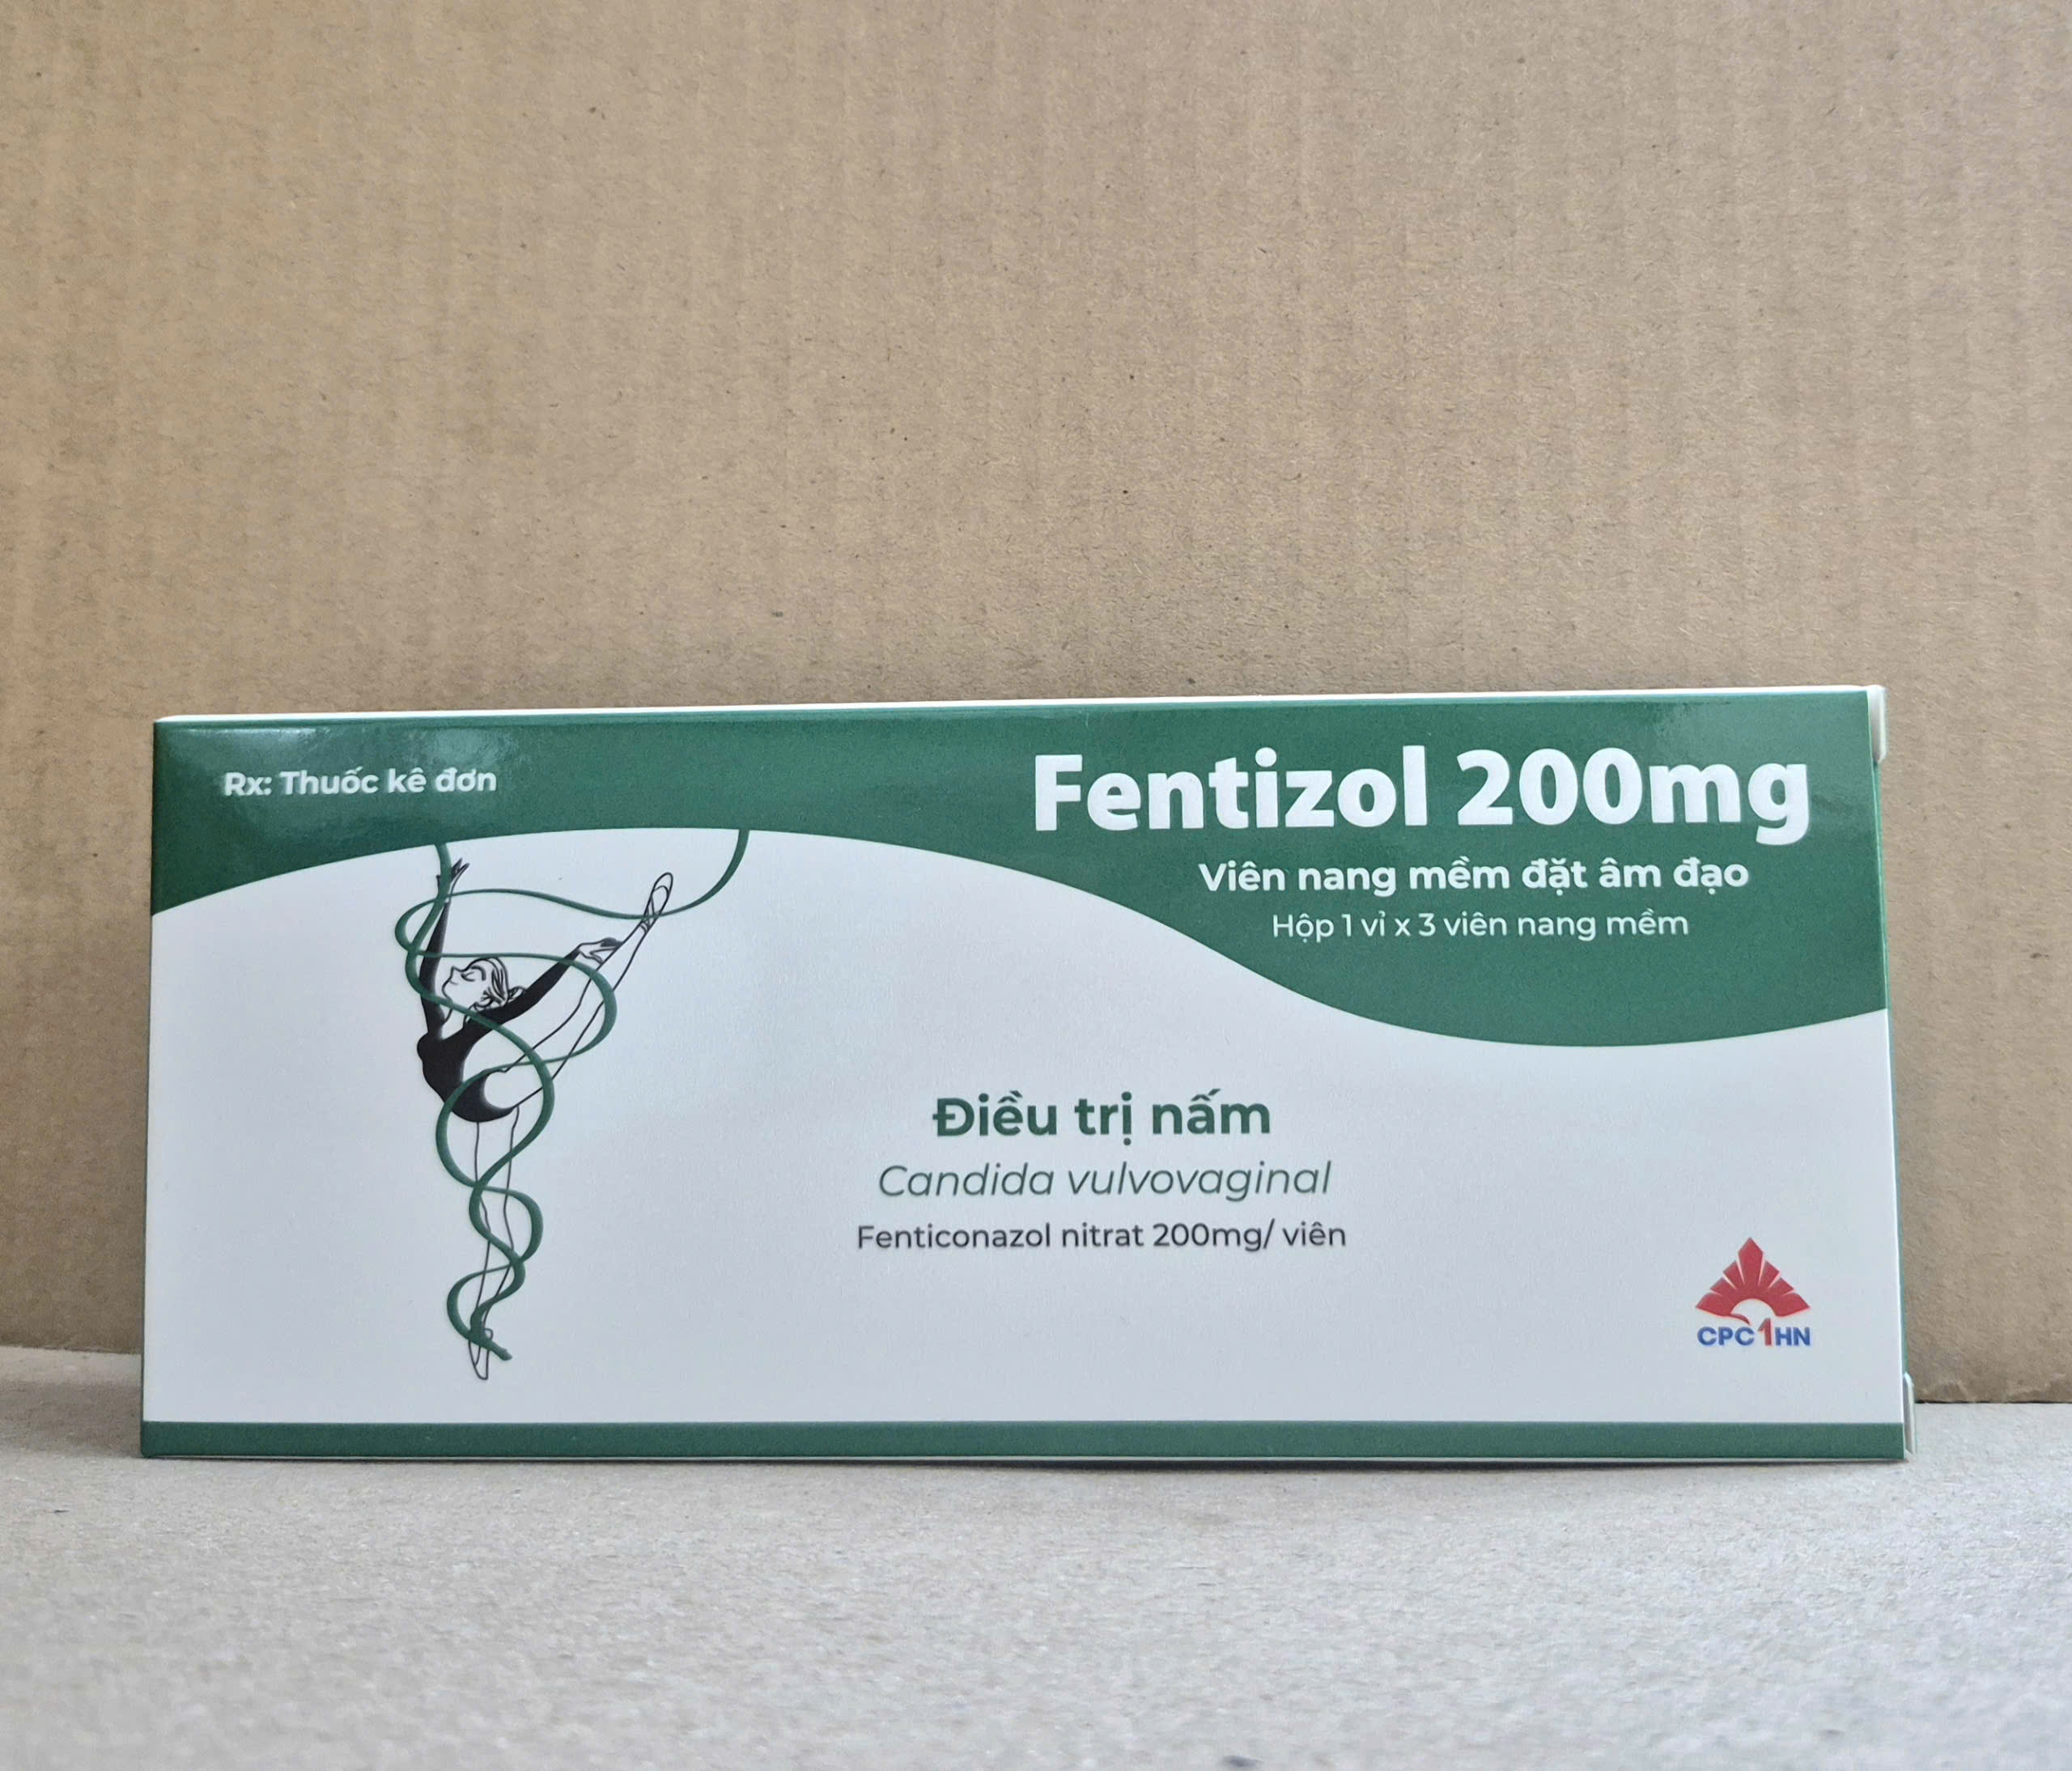 Rx: Thuốc kê đơn
Fentizol 200mg
Viên nang mềm đặt âm đạo
Hộp 1 vỉ x 3 viên nang mềm
Điều trị nấm
Candida vulvovaginal
Fenticonazol nitrat 200mg/ viên
CPC1HN